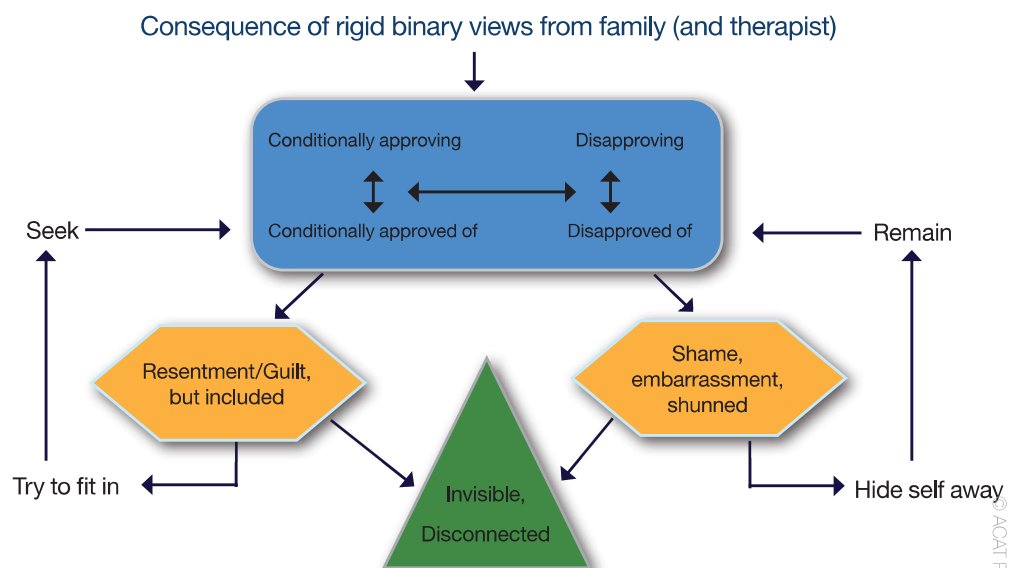 Consequence of rigid binary views from family (and therapist)
Conditionally approving
Disapproving
Conditionally approved of
Disapproved of
Seek
Remain
Resentment/Guilt,
but included
Shame,
embarrassment,
shunned
Try to fit in
Invisible,
Disconnected
Hide self away
© ACAT